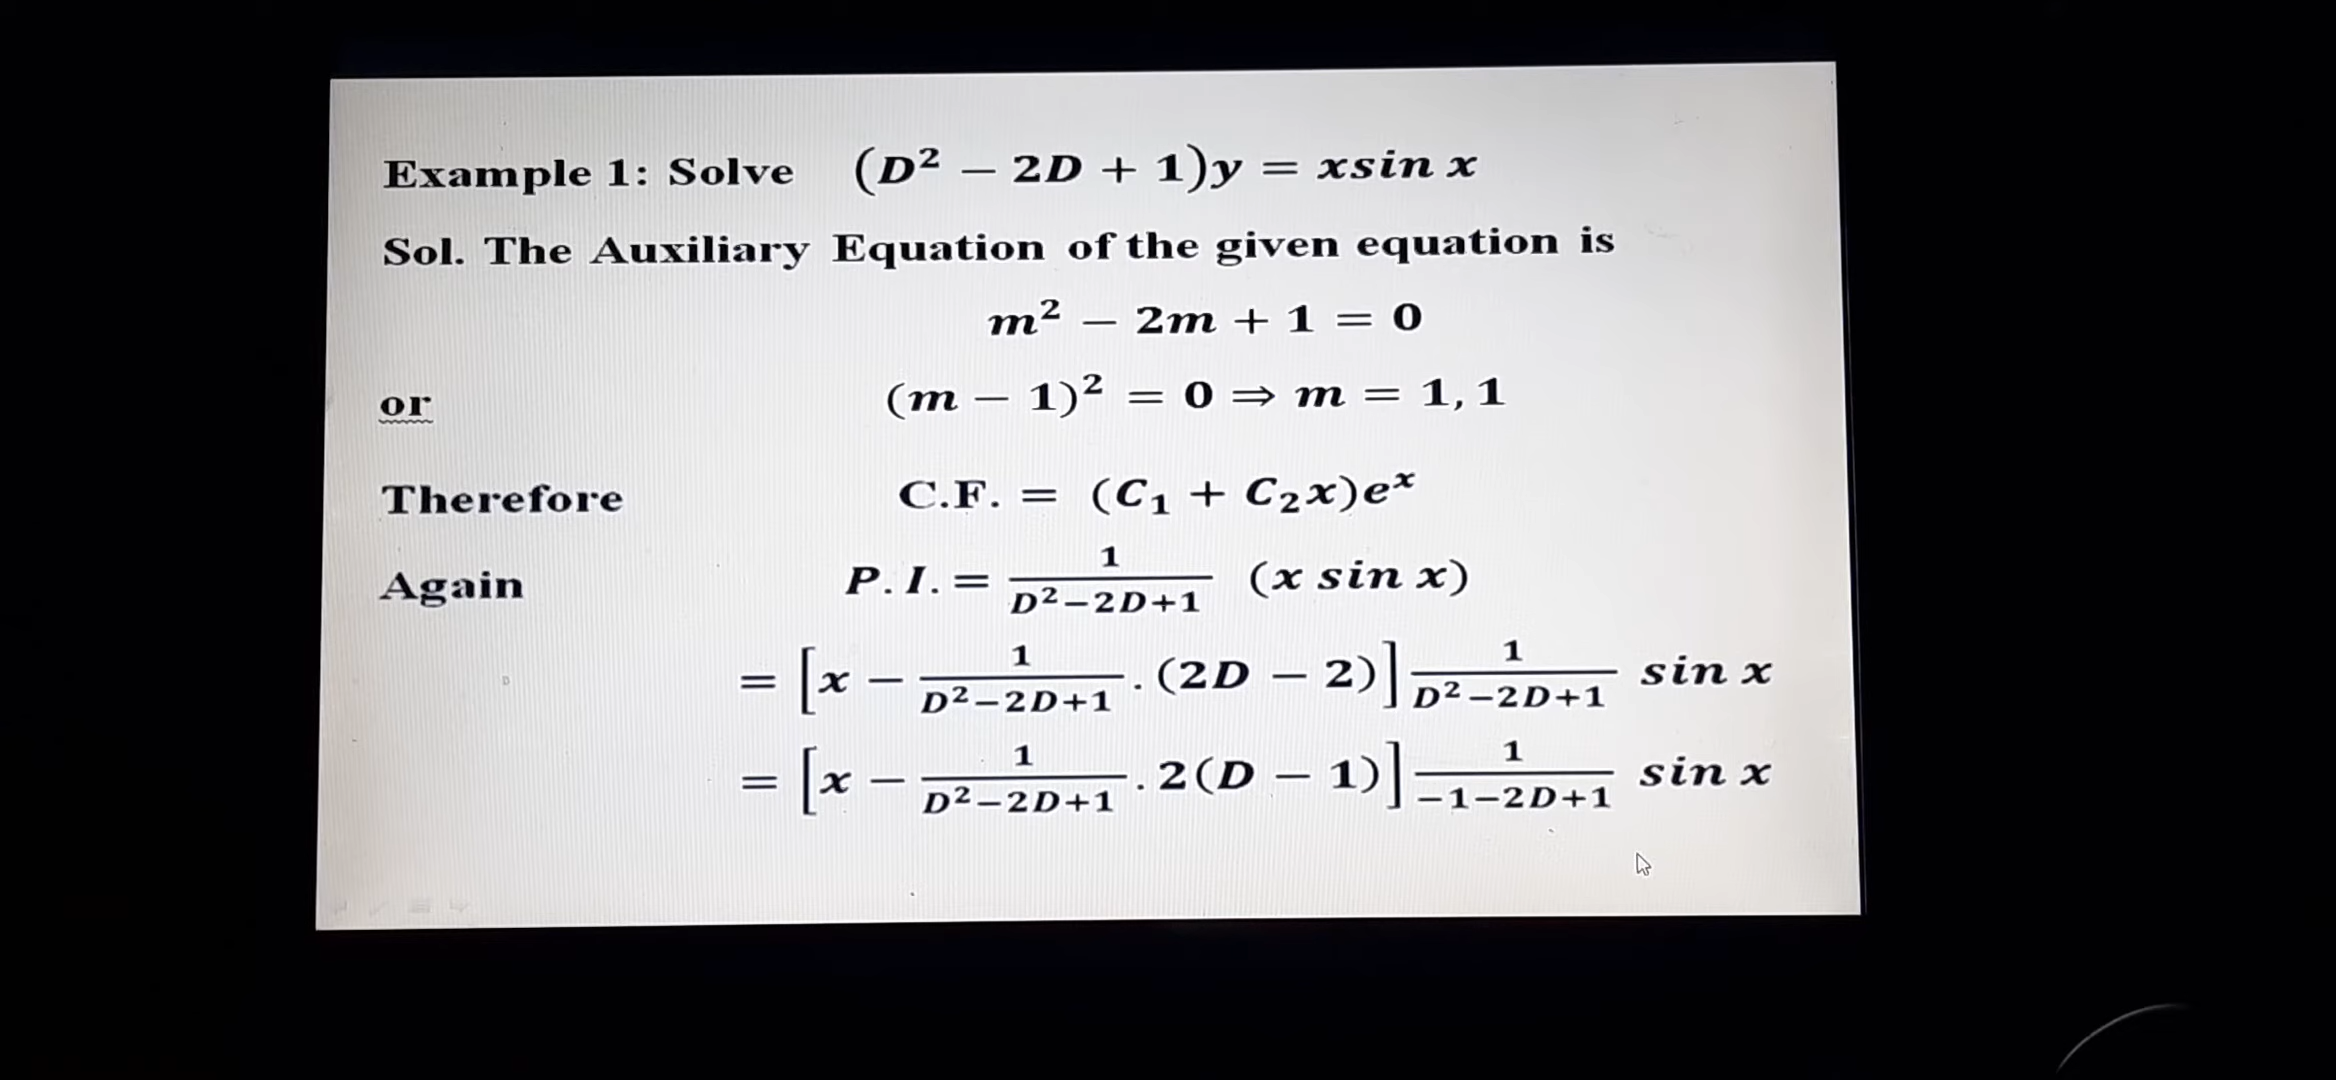 Example 1: Solve (D² − 2D + 1)y = xsin x
Sol. The Auxiliary Equation of the given equation is
m² − 2m + 1 = 0
or (m − 1)² = 0 ⇒ m = 1, 1
Therefore C.F. = (C₁ + C₂x)eˣ
Again P.I. = 1/(D²−2D+1) (x sin x)
= [x − 1/(D²−2D+1) . (2D − 2)] 1/(D²−2D+1) sin x
= [x − 1/(D²−2D+1) . 2(D − 1)] 1/(−1−2D+1) sin x